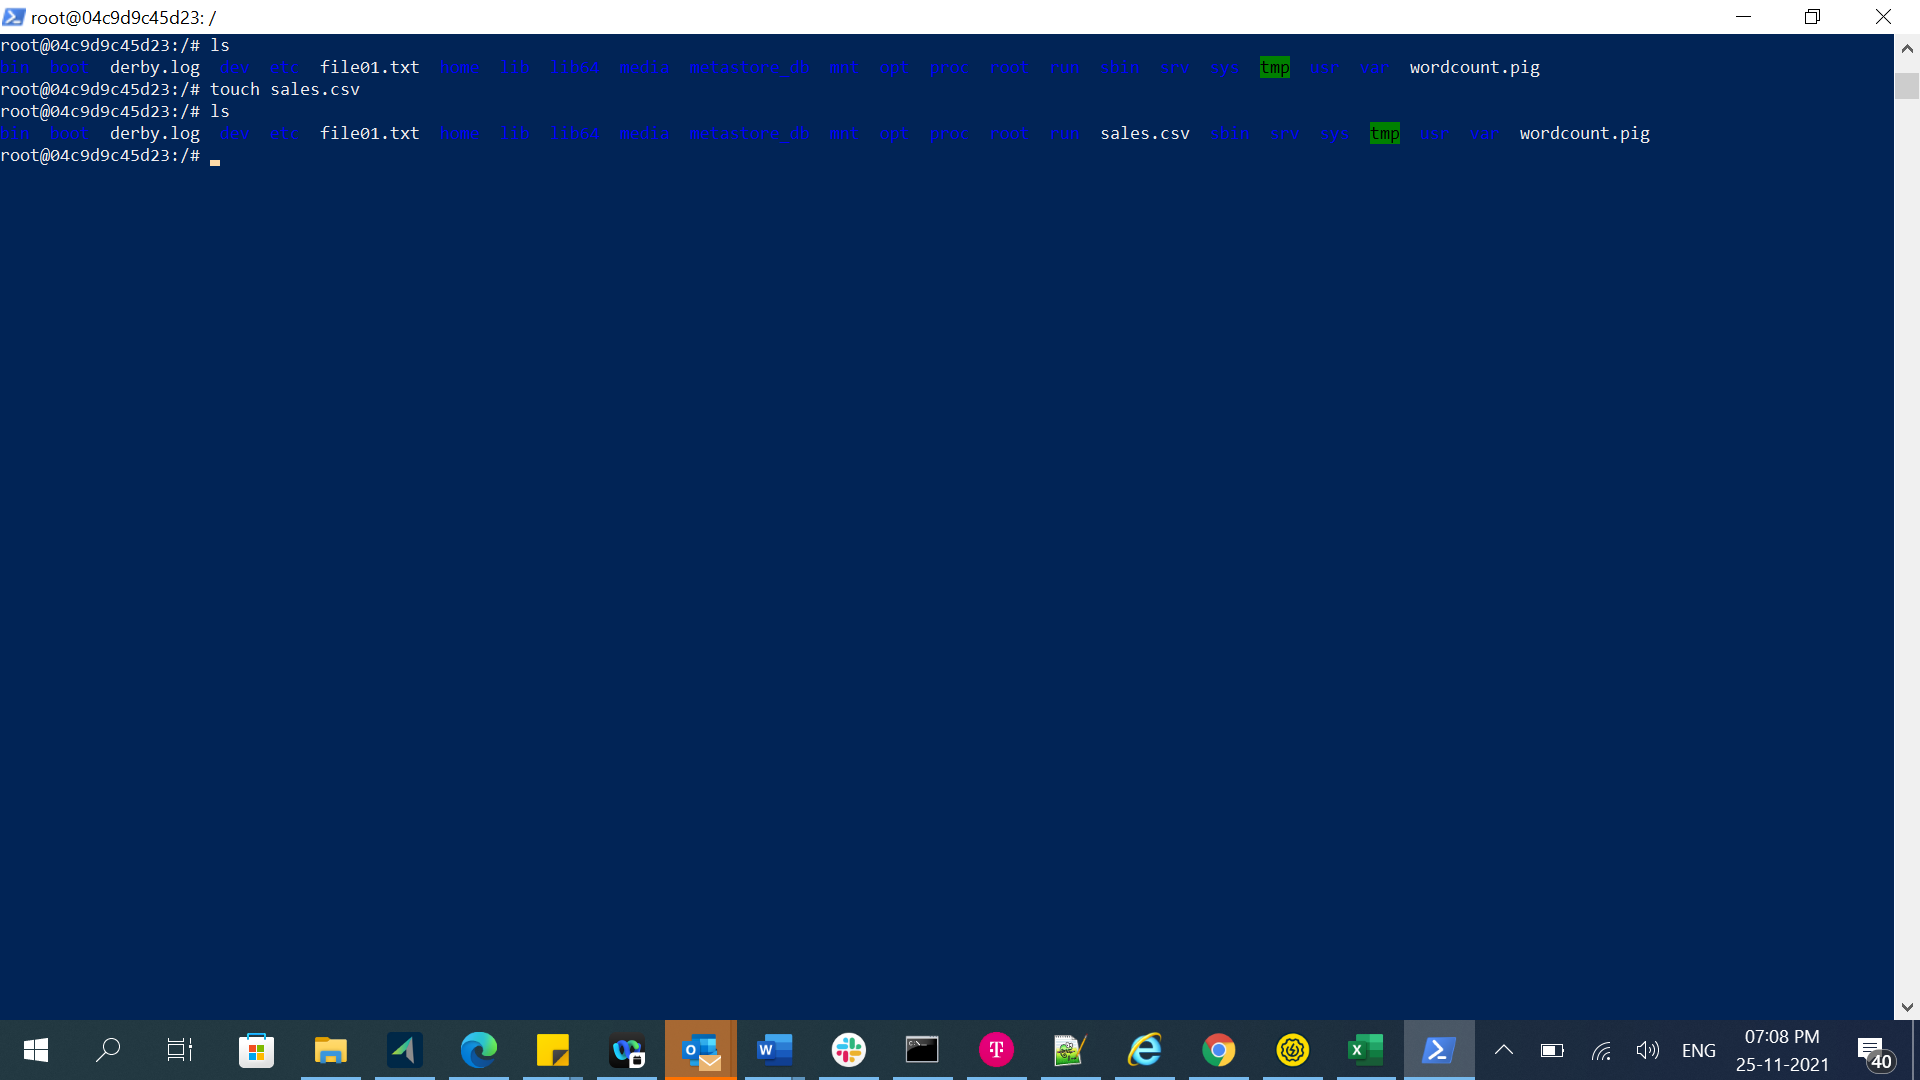 root@04c9d9c45d23: /
root@04c9d9c45d23:/# ls
bin boot derby.log dev etc file01.txt home lib lib64 media metastore_db mnt opt proc root run sbin srv sys tmp usr var wordcount.pig
root@04c9d9c45d23:/# touch sales.csv
root@04c9d9c45d23:/# ls
bin boot derby.log dev etc file01.txt home lib lib64 media metastore_db mnt opt proc root run sales.csv sbin srv sys tmp usr var wordcount.pig
root@04c9d9c45d23:/#
ENG
07:08 PM
25-11-2021
40